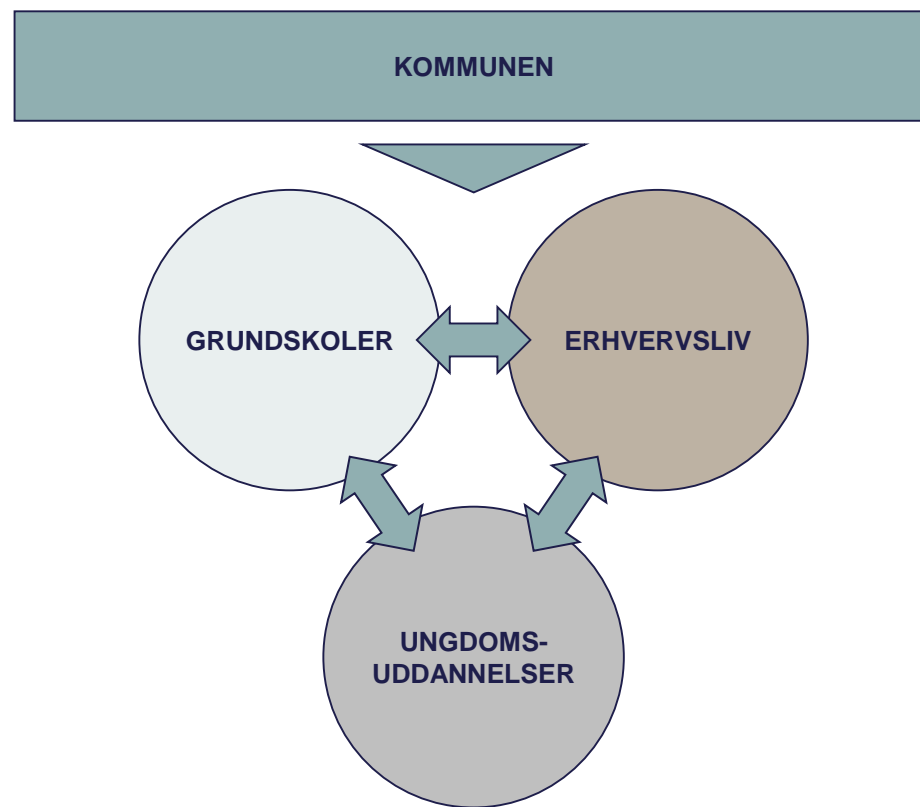 KOMMUNEN
GRUNDSKOLER
ERHVERVSLIV
UNGDOMS-
UDDANNELSER